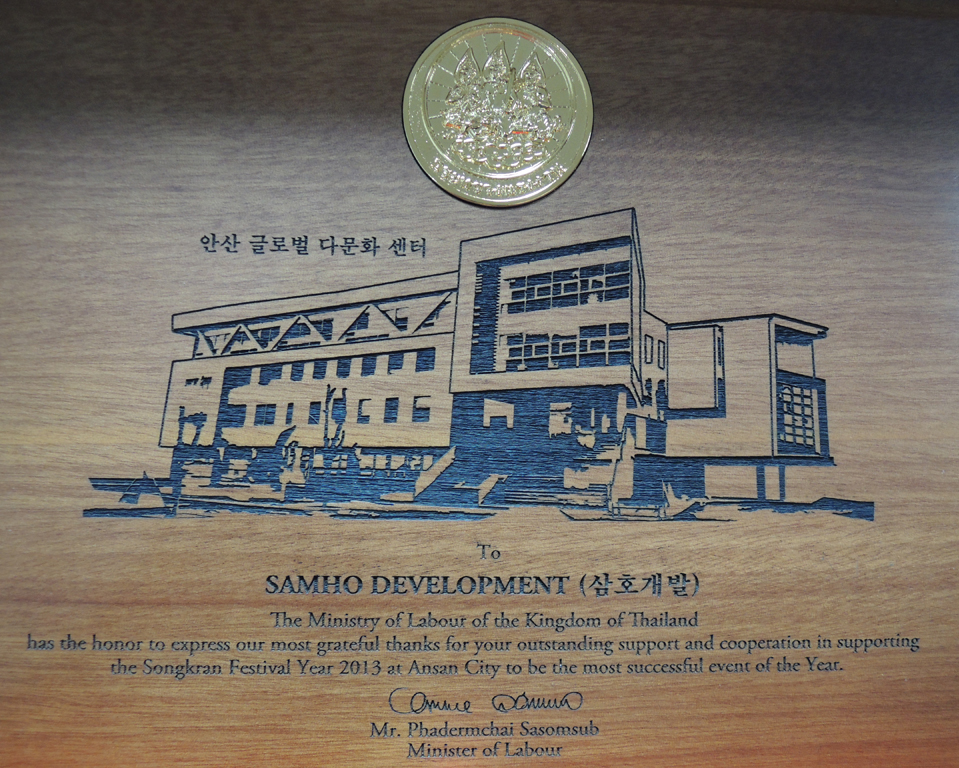 안산 글로벌 다문화 센터
To
SAMHO DEVELOPMENT (삼호개발)
The Ministry of Labour of the Kingdom of Thailand
has the honor to express our most grateful thanks for your outstanding support and cooperation in supporting
the Songkran Festival Year 2013 at Ansan City to be the most successful event of the Year.
Mr. Phadermchai Sasomsub
Minister of Labour